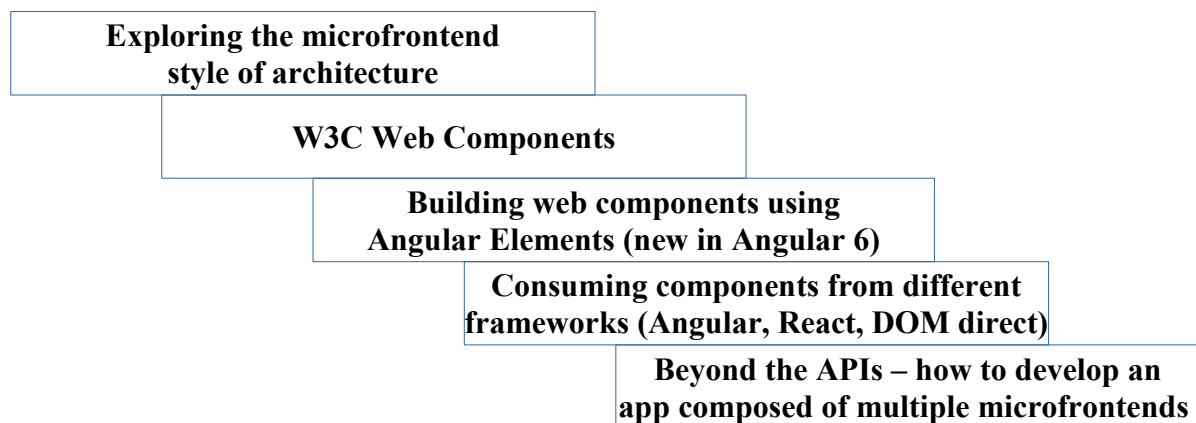 Exploring the microfrontend
style of architecture
W3C Web Components
Building web components using
Angular Elements (new in Angular 6)
Consuming components from different
frameworks (Angular, React, DOM direct)
Beyond the APIs – how to develop an
app composed of multiple microfrontends